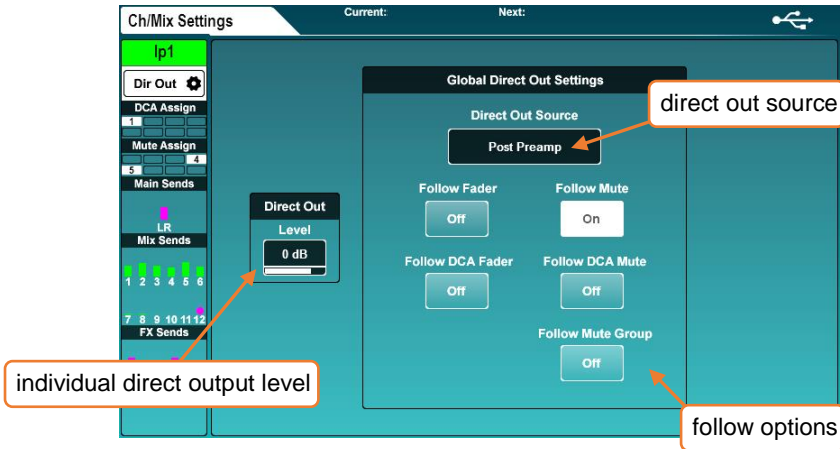 Ch/Mix Settings
Current:
Next:
Ip1
Dir Out
DCA Assign
1
Mute Assign
4
5
Main Sends
LR
Mix Sends
1 2 3 4 5 6
7 8 9 10 11 12
FX Sends
Direct Out
Level
0 dB
Global Direct Out Settings
Direct Out Source
Post Preamp
Follow Fader
Follow Mute
Off
On
Follow DCA Fader
Follow DCA Mute
Off
Off
Follow Mute Group
Off
direct out source
individual direct output level
follow options